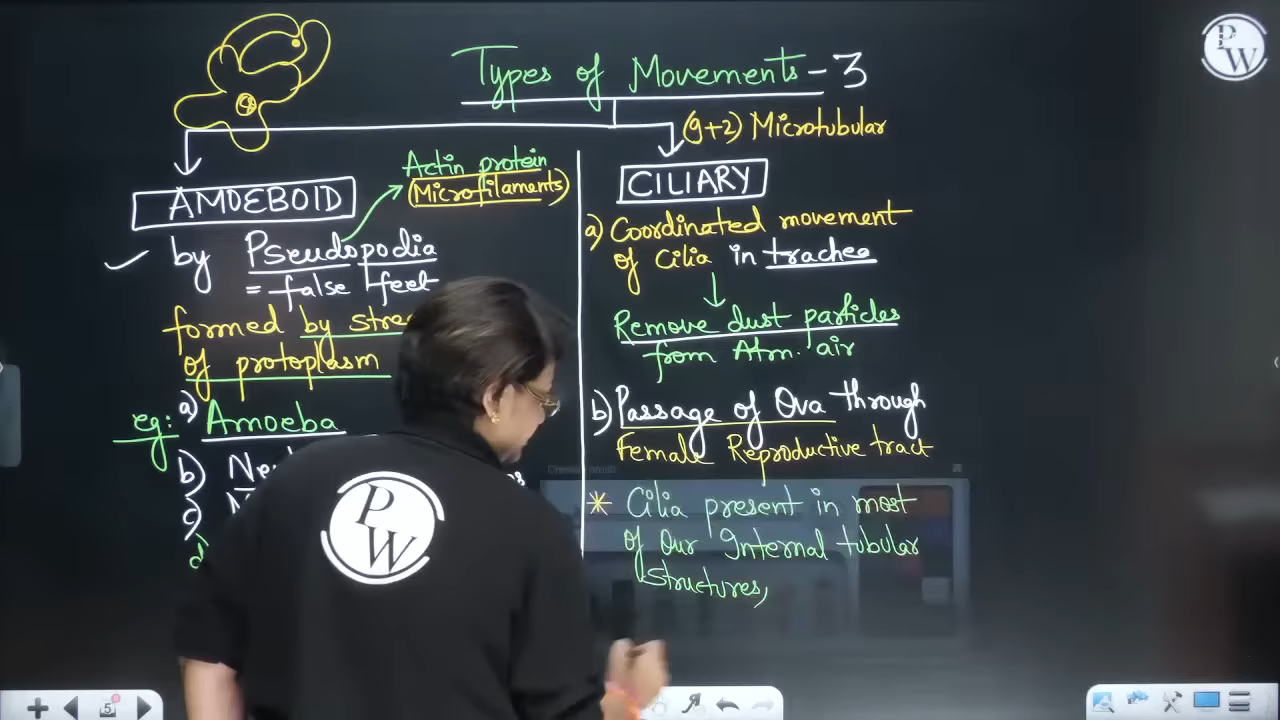 Types of Movements - 3
(9+2) Microtubular
Actin protein
(Microfilaments)
AMOEBOID
by Pseudopodia
= false feet
formed by
of protoplasm
eg: a) Amoeba
b)
c)
d)
CILIARY
a) Coordinated movement
of Cilia in trachea
↓
Remove dust particles
from Atm. air
b) Passage of Ova through
Female Reproductive tract
* Cilia present in most
of Our Internal tubular
Structures,
PW
PW
5